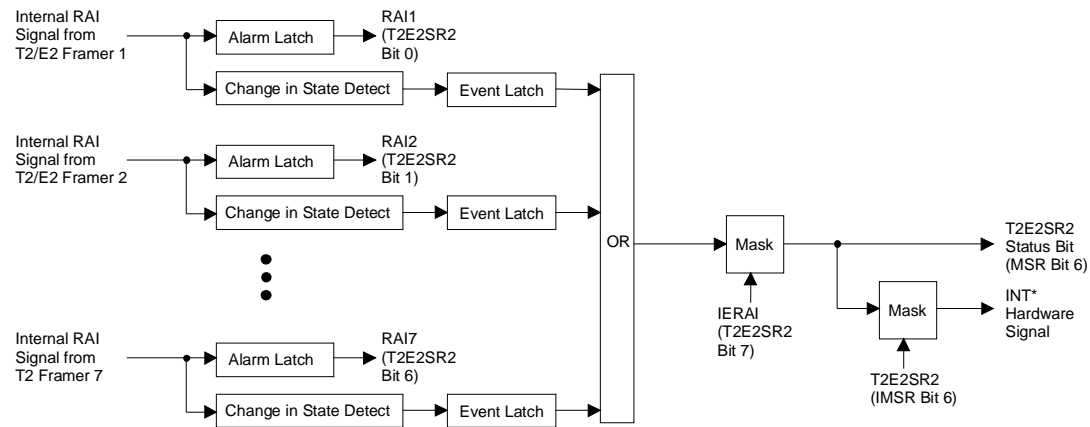 Internal RAI
Signal from
T2/E2 Framer 1
Alarm Latch
RAI1
(T2E2SR2
Bit 0)
Change in State Detect
Event Latch
Internal RAI
Signal from
T2/E2 Framer 2
Alarm Latch
RAI2
(T2E2SR2
Bit 1)
Change in State Detect
Event Latch
OR
Mask
T2E2SR2
Status Bit
(MSR Bit 6)
IERAI
(T2E2SR2
Bit 7)
Mask
INT*
Hardware
Signal
T2E2SR2
(IMSR Bit 6)
Internal RAI
Signal from
T2 Framer 7
Alarm Latch
RAI7
(T2E2SR2
Bit 6)
Change in State Detect
Event Latch